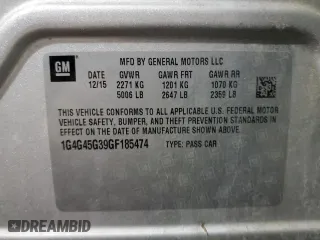 GM
MFD BY GENERAL MOTORS LLC
DATE GVWR GAWR FRT GAWR RR
12/15 2271 KG 1201 KG 1070 KG
5006 LB 2647 LB 2359 LB
THIS VEHICLE CONFORMS TO ALL APPLICABLE U.S. FEDERAL MOTOR
VEHICLE SAFETY, BUMPER, AND THEFT PREVENTION STANDARDS
IN EFFECT ON THE DATE OF MANUFACTURE SHOWN ABOVE.
1G4G45G39GF185474 TYPE: PASS CAR
DREAMBID